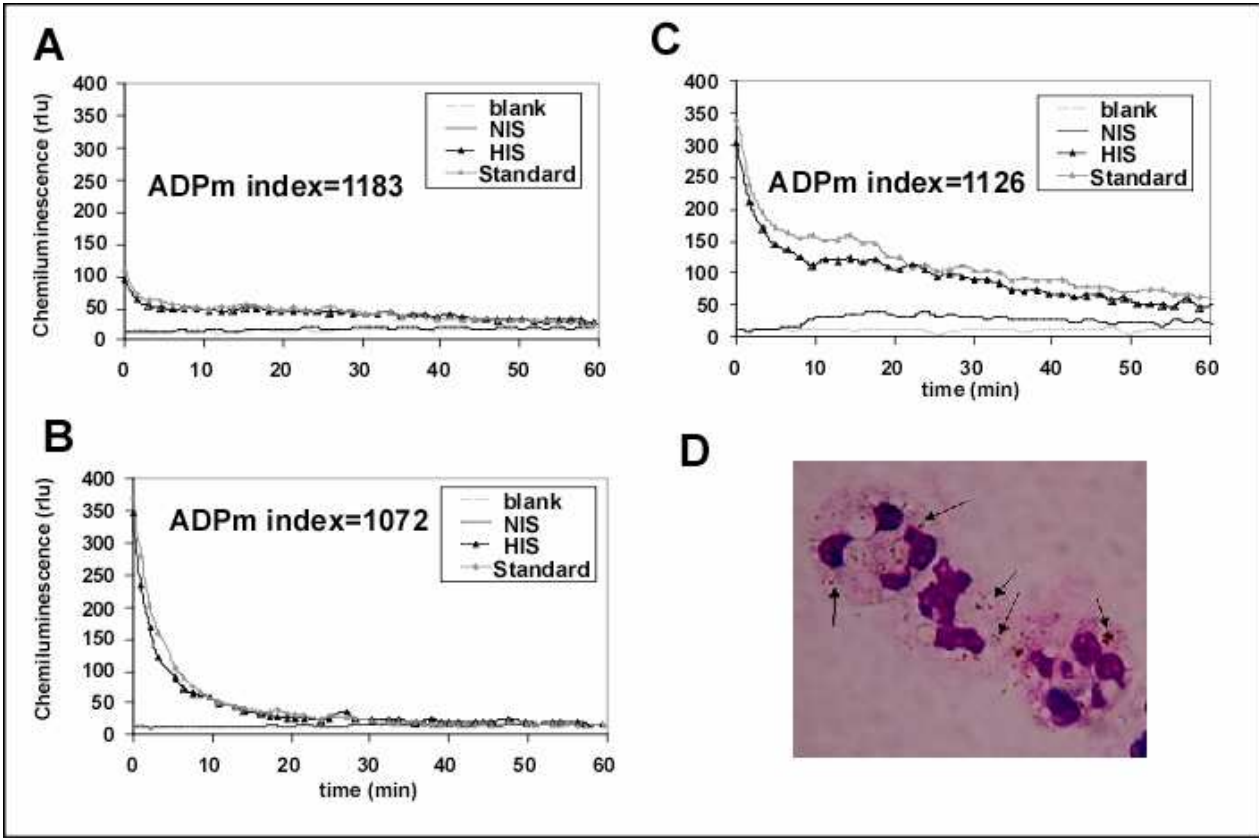 A
Chemiluminescence (rlu)
400
350
300
250
200
150
100
50
0
0 10 20 30 40 50 60
blank
NIS
HIS
Standard
ADPm index=1183
B
Chemiluminescence (rlu)
400
350
300
250
200
150
100
50
0
0 10 20 30 40 50 60
time (min)
blank
NIS
HIS
Standard
ADPm index=1072
C
400
350
300
250
200
150
100
50
0
0 10 20 30 40 50 60
time (min)
blank
NIS
HIS
Standard
ADPm index=1126
D